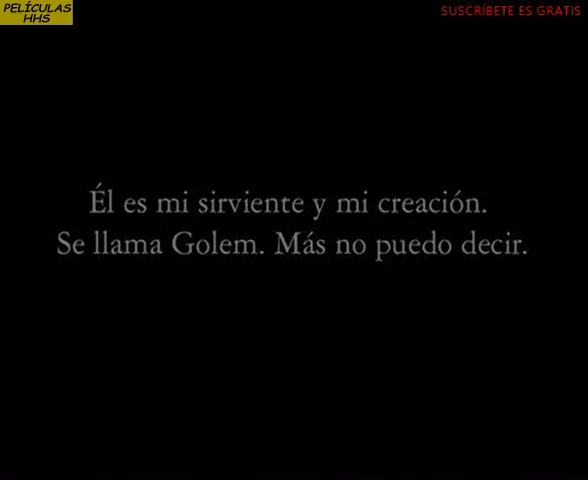 PELÍCULAS
HHS
SUSCRÍBETE ES GRATIS
Él es mi sirviente y mi creación.
Se llama Golem. Más no puedo decir.